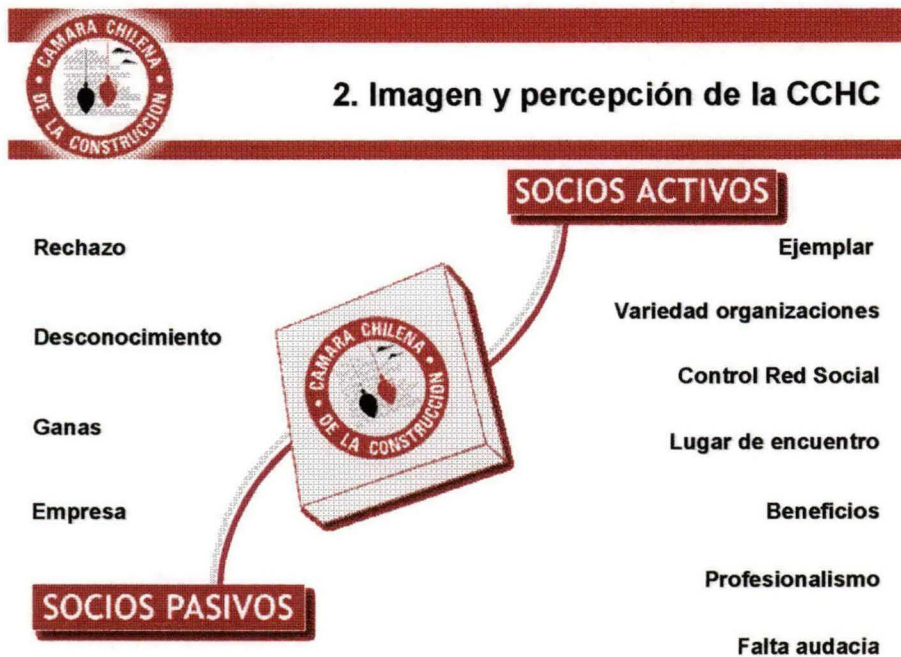 CAMARA CHILENA
DE LA CONSTRUCCION
2. Imagen y percepción de la CCHC
SOCIOS ACTIVOS
Rechazo
Desconocimiento
Ganas
Empresa
SOCIOS PASIVOS
CAMARA CHILENA
DE LA CONSTRUCCION
Ejemplar
Variedad organizaciones
Control Red Social
Lugar de encuentro
Beneficios
Profesionalismo
Falta audacia